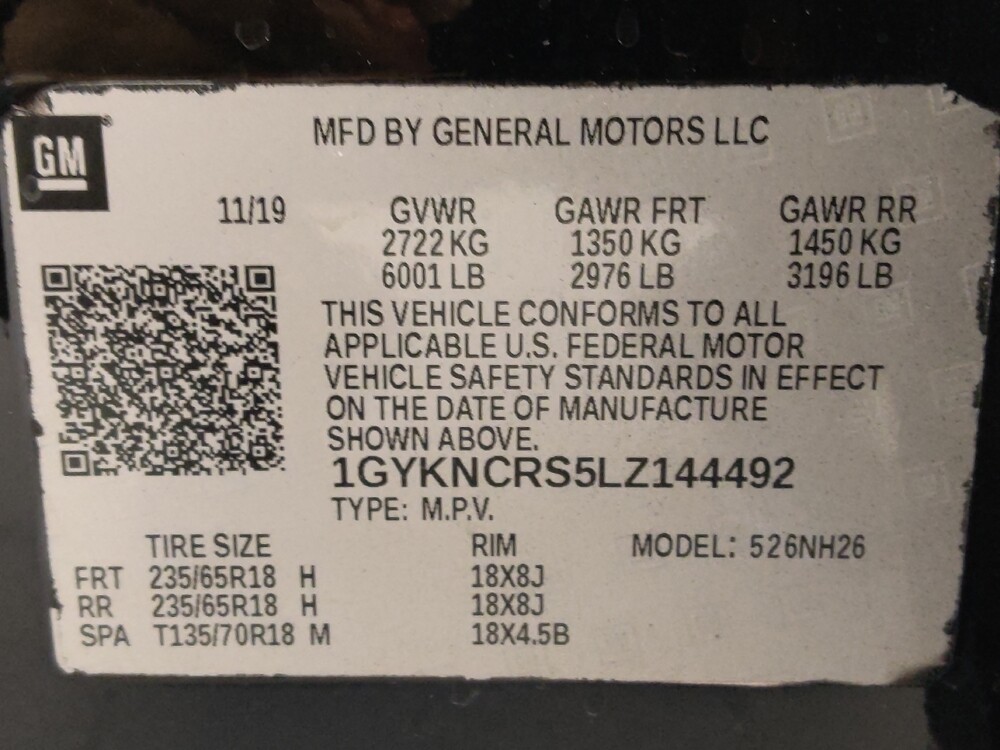 MFD BY GENERAL MOTORS LLC
GM
11/19 GVWR GAWR FRT GAWR RR
2722 KG 1350 KG 1450 KG
6001 LB 2976 LB 3196 LB
THIS VEHICLE CONFORMS TO ALL
APPLICABLE U.S. FEDERAL MOTOR
VEHICLE SAFETY STANDARDS IN EFFECT
ON THE DATE OF MANUFACTURE
SHOWN ABOVE.
1GYKNCRS5LZ144492
TYPE: M.P.V.
TIRE SIZE RIM MODEL: 526NH26
FRT 235/65R18 H 18X8J
RR 235/65R18 H 18X8J
SPA T135/70R18 M 18X4.5B